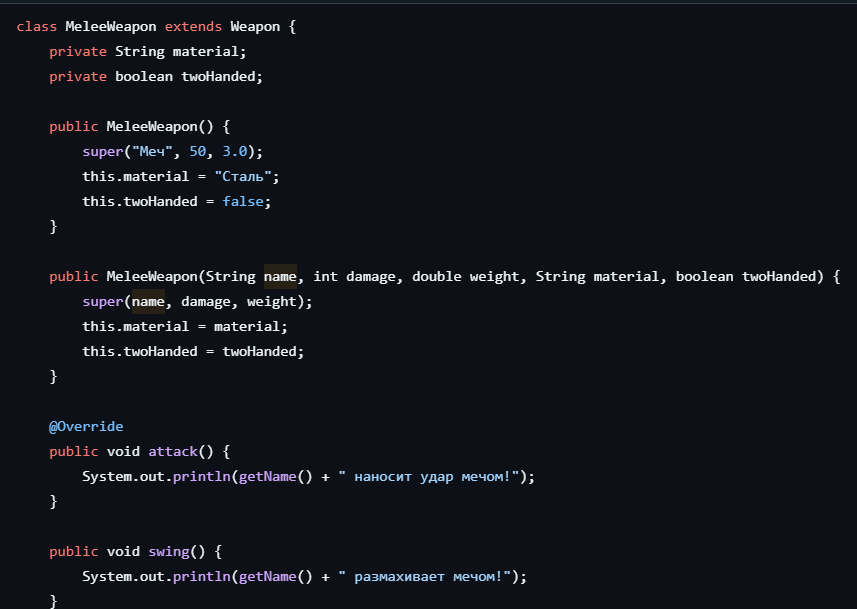 class MeleeWeapon extends Weapon {
    private String material;
    private boolean twoHanded;

    public MeleeWeapon() {
        super("Меч", 50, 3.0);
        this.material = "Сталь";
        this.twoHanded = false;
    }

    public MeleeWeapon(String name, int damage, double weight, String material, boolean twoHanded) {
        super(name, damage, weight);
        this.material = material;
        this.twoHanded = twoHanded;
    }

    @Override
    public void attack() {
        System.out.println(getName() + " наносит удар мечом!");
    }

    public void swing() {
        System.out.println(getName() + " размахивает мечом!");
    }